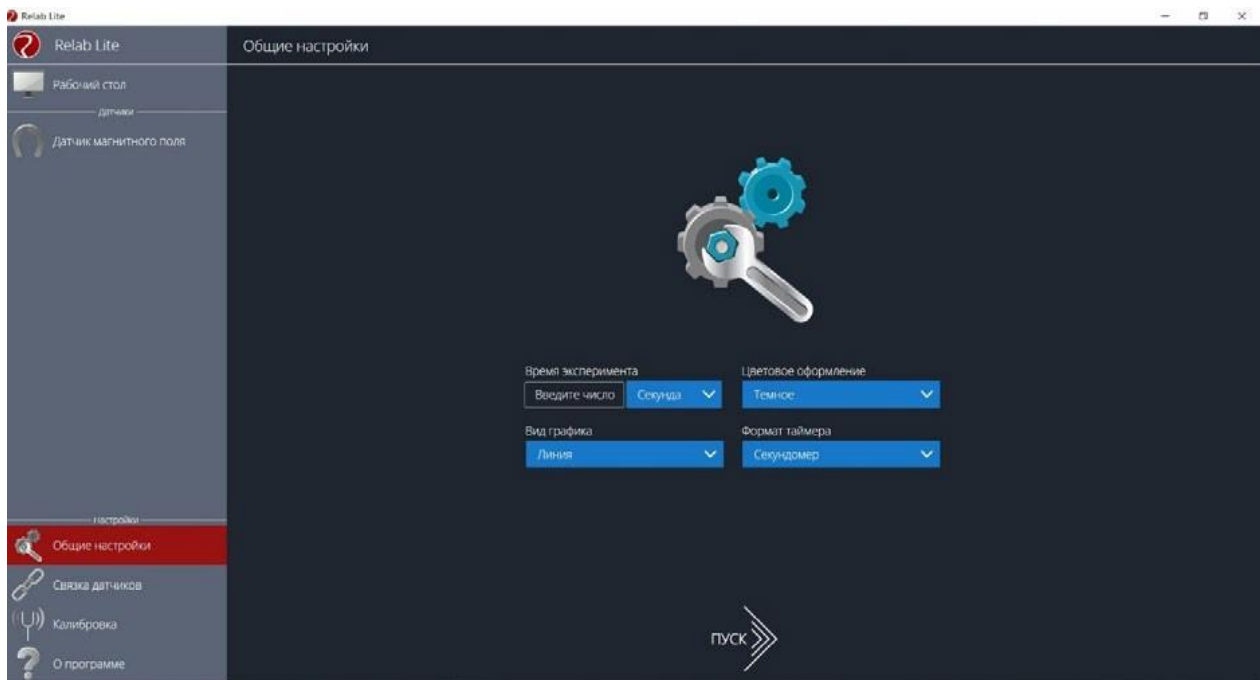 Relab Lite
Relab Lite
Общие настройки
Рабочий стол
Датчики
Датчик магнитного поля
Время эксперимента
Цветовое оформление
Введите число
Секунда
Темное
Вид графика
Формат таймера
Линия
Секундомер
Настройки
Общие настройки
Связка датчиков
Калибровка
О программе
ПУСК